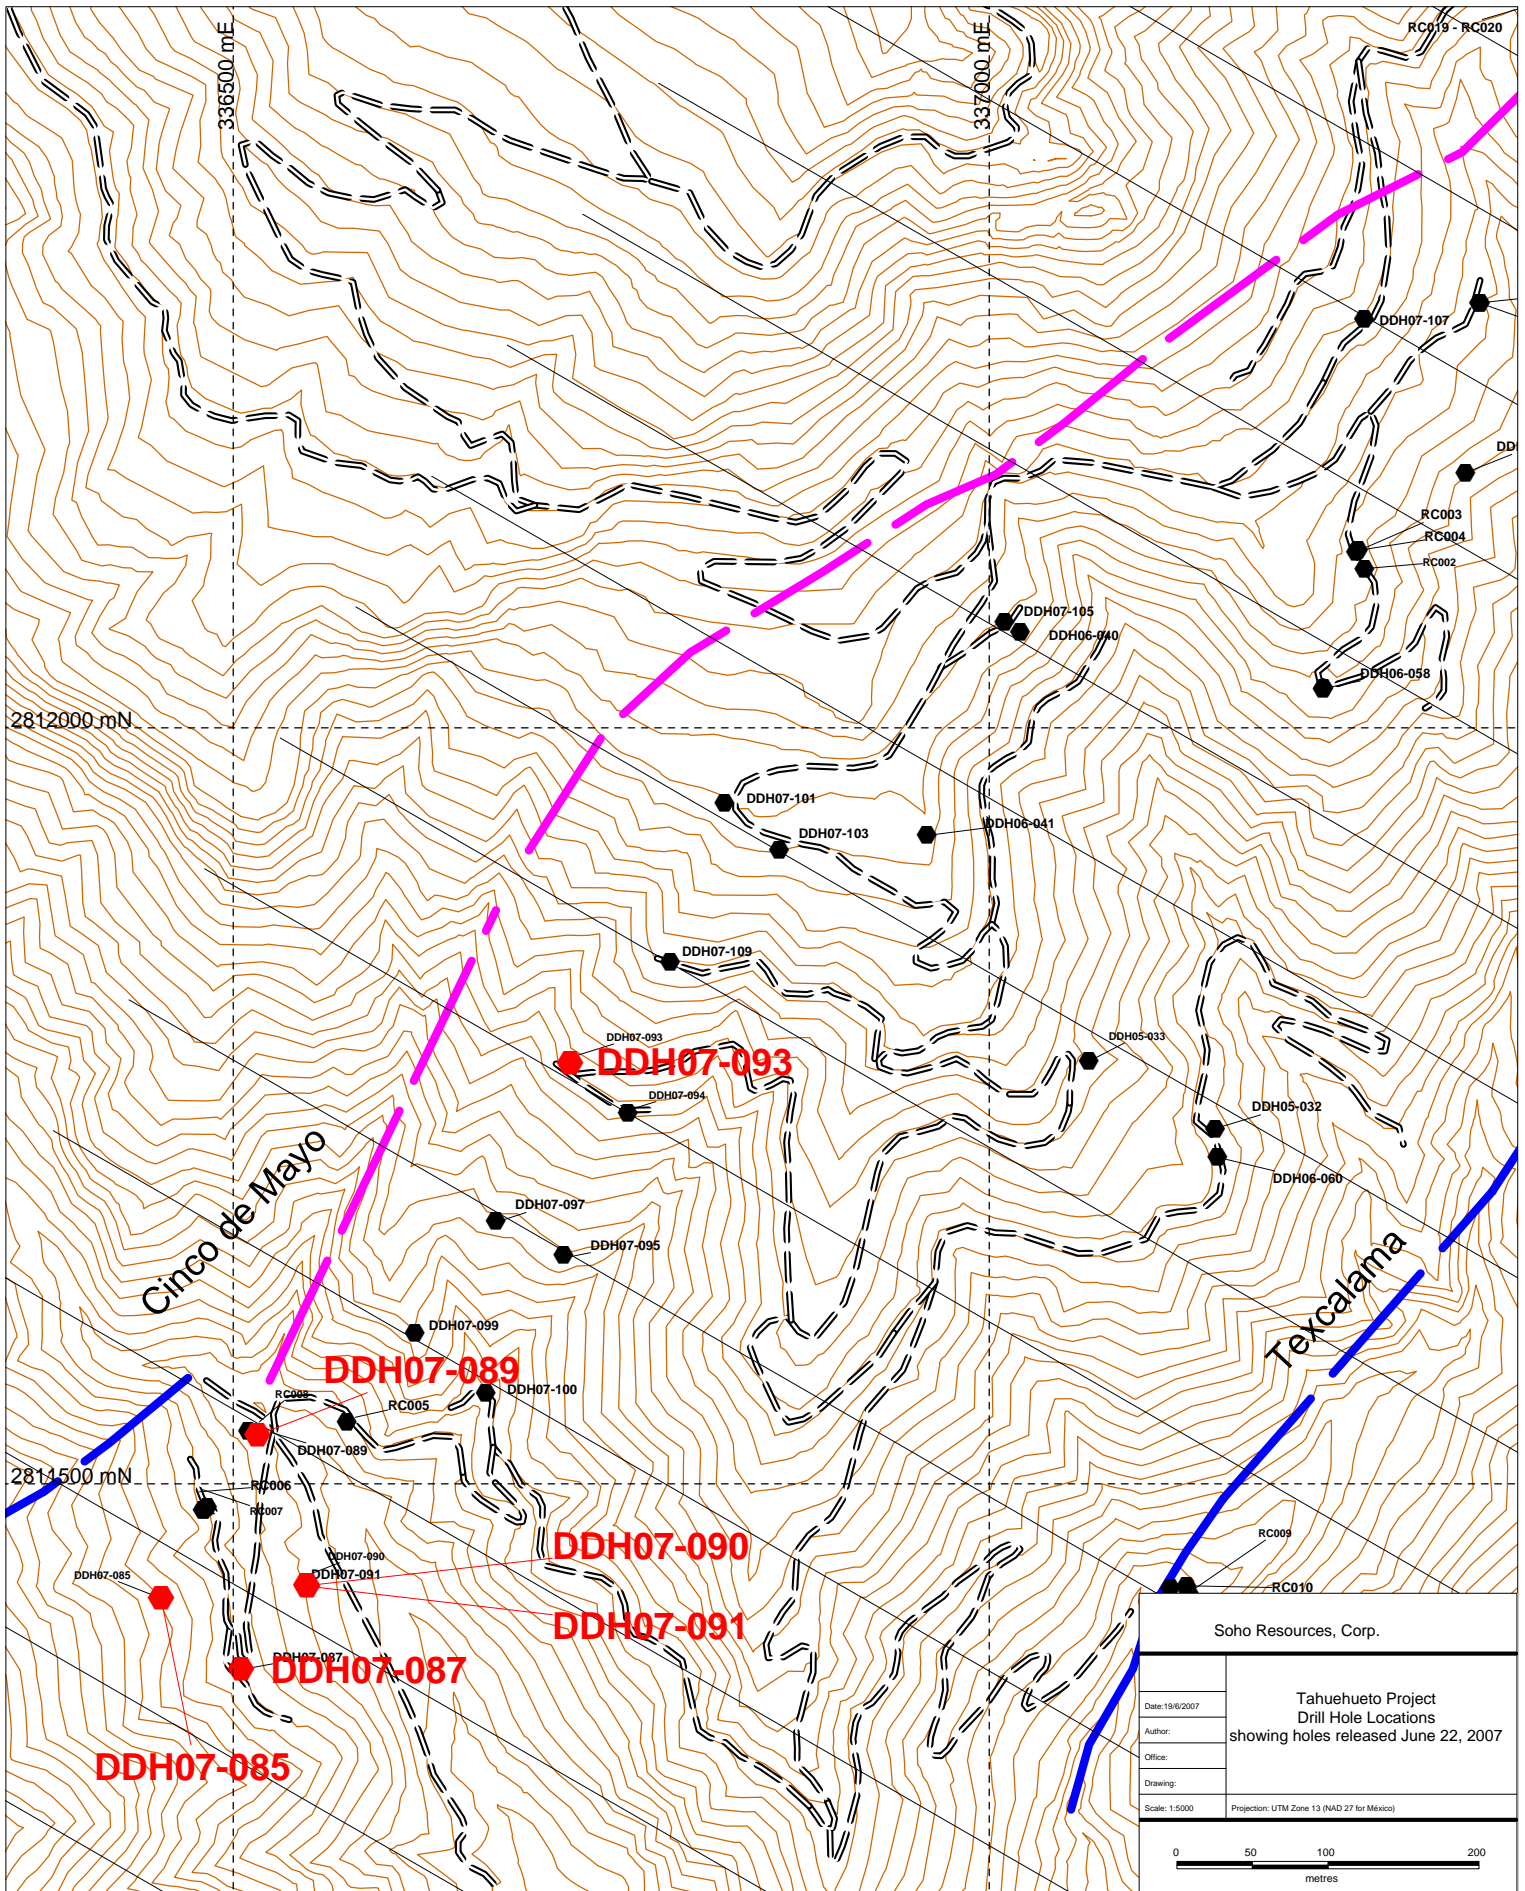 336500 mE
337000 mE
RC019 - RC020
DDH07-107
RC003
RC004
RC002
DDH07-105
DDH06-040
DDH06-058
2812000 mN
DDH07-101
DDH07-103
DDH06-041
DDH07-109
DDH07-093
DDH07-093
DDH07-094
DDH05-033
DDH05-032
DDH06-060
Cinco de Mayo
DDH07-097
DDH07-095
Texcalama
DDH07-099
DDH07-089
RC008
DDH07-100
RC005
DDH07-089
2811500 mN
RC006
RC007
RC009
DDH07-090
DDH07-090
DDH07-091
DDH07-085
RC010
DDH07-091
DDH07-087
DDH07-087
DDH07-085
Soho Resources, Corp.
Tahuehueto Project
Drill Hole Locations
showing holes released June 22, 2007
Date:19/6/2007
Author:
Office:
Drawing:
Scale: 1:5000
Projection: UTM Zone 13 (NAD 27 for México)
0 50 100 200
metres